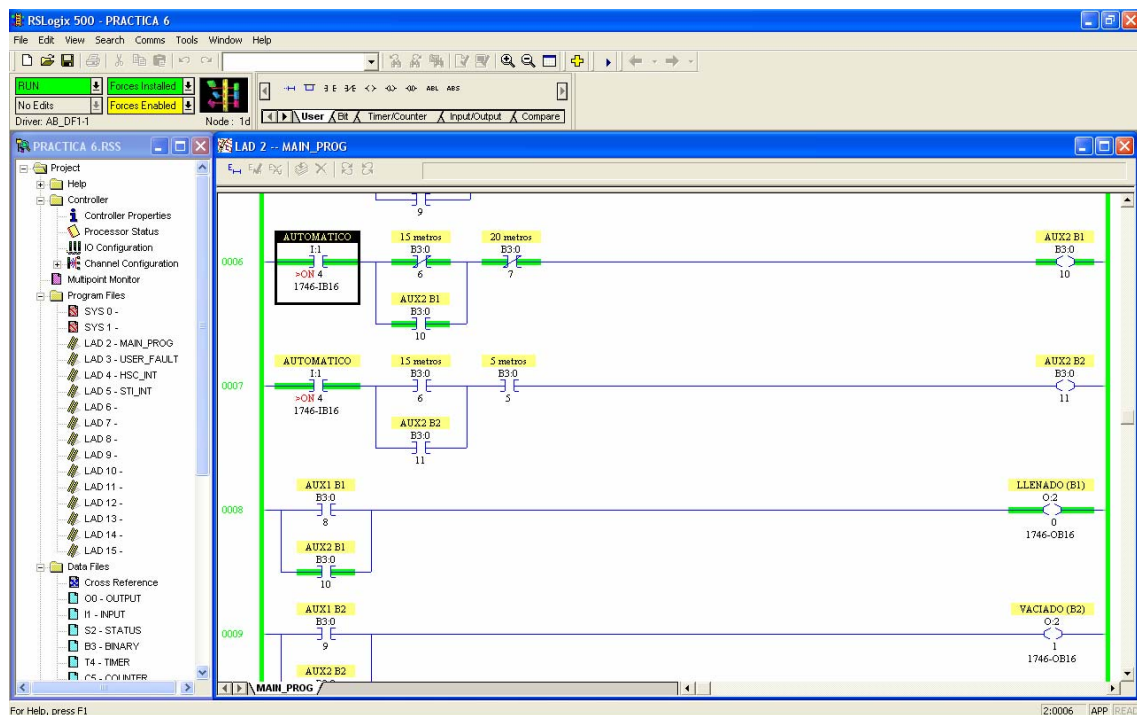 RSLogix 500 - PRACTICA 6
File Edit View Search Comms Tools Window Help
RUN
Forces Installed
No Edits
Forces Enabled
Driver: AB_DF1-1
Node : 1d
ABL ABS
User Bit Timer/Counter Input/Output Compare
PRACTICA 6.RSS
Project
Help
Controller
Controller Properties
Processor Status
IO Configuration
Channel Configuration
Multipoint Monitor
Program Files
SYS 0 -
SYS 1 -
LAD 2 - MAIN_PROG
LAD 3 - USER_FAULT
LAD 4 - HSC_INT
LAD 5 - STI_INT
LAD 6 -
LAD 7 -
LAD 8 -
LAD 9 -
LAD 10 -
LAD 11 -
LAD 12 -
LAD 13 -
LAD 14 -
LAD 15 -
Data Files
Cross Reference
O0 - OUTPUT
I1 - INPUT
S2 - STATUS
B3 - BINARY
T4 - TIMER
C5 - COUNTER
LAD 2 -- MAIN_PROG
9
AUTOMATICO 15 metros 20 metros AUX2 B1
I:1 B3:0 B3:0 B3:0
0006
>ON 4 6 7 10
1746-IB16
AUX2 B1
B3:0
10
AUTOMATICO 15 metros 5 metros AUX2 B2
I:1 B3:0 B3:0 B3:0
0007
>ON 4 6 5 11
1746-IB16
AUX2 B2
B3:0
11
AUX1 B1 LLENADO (B1)
B3:0 O:2
0008
8 0
1746-OB16
AUX2 B1
B3:0
10
AUX1 B2 VACIADO (B2)
B3:0 O:2
0009
9 1
1746-OB16
AUX2 B2
MAIN_PROG
For Help, press F1
2:0006 APP READ